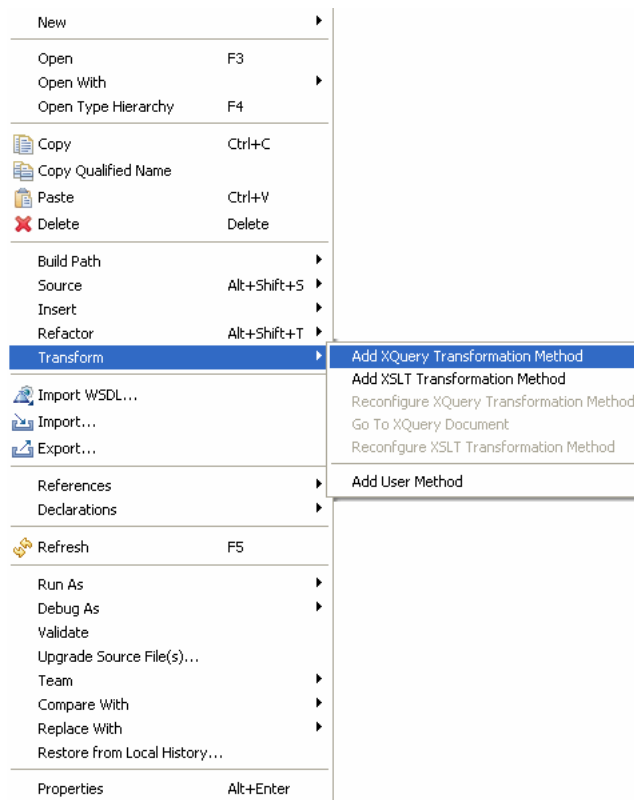 New
Open F3
Open With
Open Type Hierarchy F4
Copy Ctrl+C
Copy Qualified Name
Paste Ctrl+V
Delete Delete
Build Path
Source Alt+Shift+S
Insert
Refactor Alt+Shift+T
Transform
Add XQuery Transformation Method
Add XSLT Transformation Method
Reconfigure XQuery Transformation Method
Go To XQuery Document
Reconfgure XSLT Transformation Method
Add User Method
Import WSDL...
Import...
Export...
References
Declarations
Refresh F5
Run As
Debug As
Validate
Upgrade Source File(s)...
Team
Compare With
Replace With
Restore from Local History...
Properties Alt+Enter